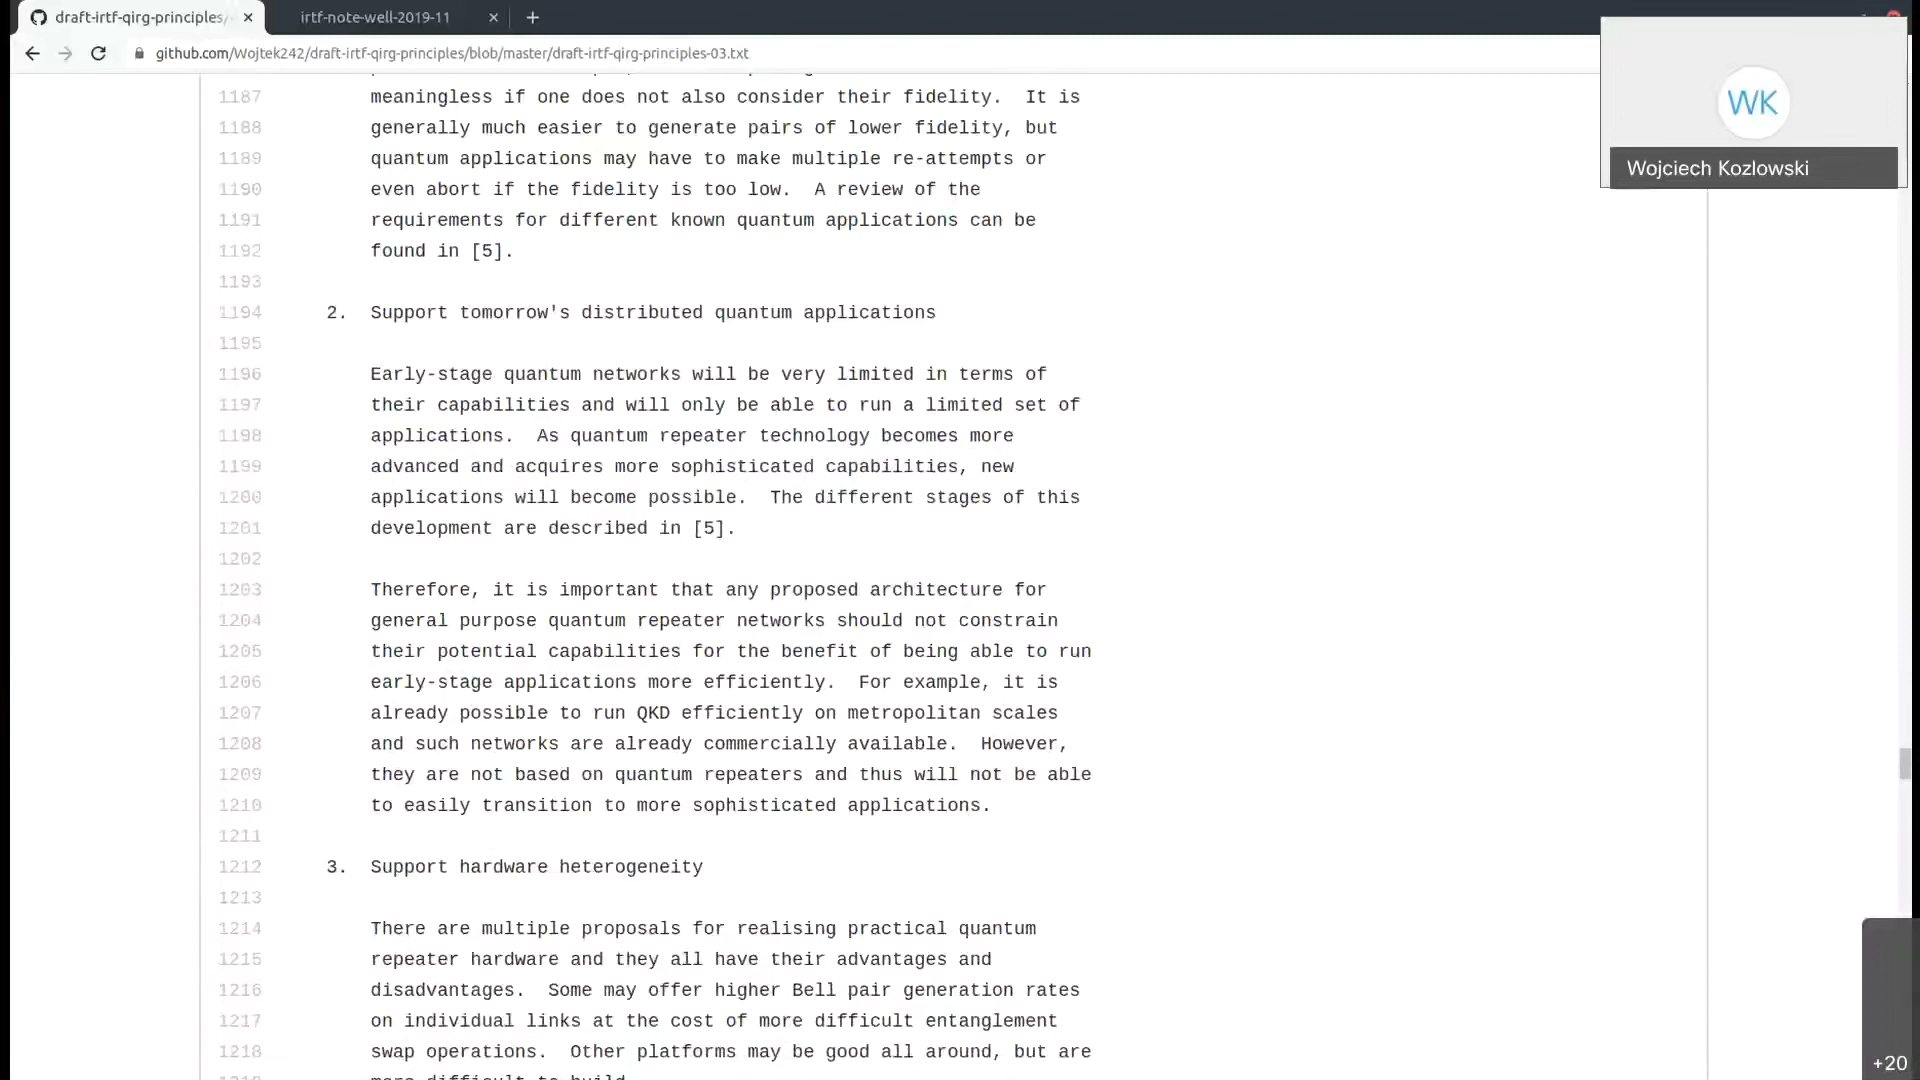 draft-irtf-qirg-principles/
irtf-note-well-2019-11
github.com/Wojtek242/draft-irtf-qirg-principles/blob/master/draft-irtf-qirg-principles-03.txt
WK
Wojciech Kozlowski
1187 meaningless if one does not also consider their fidelity. It is
1188 generally much easier to generate pairs of lower fidelity, but
1189 quantum applications may have to make multiple re-attempts or
1190 even abort if the fidelity is too low. A review of the
1191 requirements for different known quantum applications can be
1192 found in [5].
1193
1194 2. Support tomorrow's distributed quantum applications
1195
1196 Early-stage quantum networks will be very limited in terms of
1197 their capabilities and will only be able to run a limited set of
1198 applications. As quantum repeater technology becomes more
1199 advanced and acquires more sophisticated capabilities, new
1200 applications will become possible. The different stages of this
1201 development are described in [5].
1202
1203 Therefore, it is important that any proposed architecture for
1204 general purpose quantum repeater networks should not constrain
1205 their potential capabilities for the benefit of being able to run
1206 early-stage applications more efficiently. For example, it is
1207 already possible to run QKD efficiently on metropolitan scales
1208 and such networks are already commercially available. However,
1209 they are not based on quantum repeaters and thus will not be able
1210 to easily transition to more sophisticated applications.
1211
1212 3. Support hardware heterogeneity
1213
1214 There are multiple proposals for realising practical quantum
1215 repeater hardware and they all have their advantages and
1216 disadvantages. Some may offer higher Bell pair generation rates
1217 on individual links at the cost of more difficult entanglement
1218 swap operations. Other platforms may be good all around, but are
+20